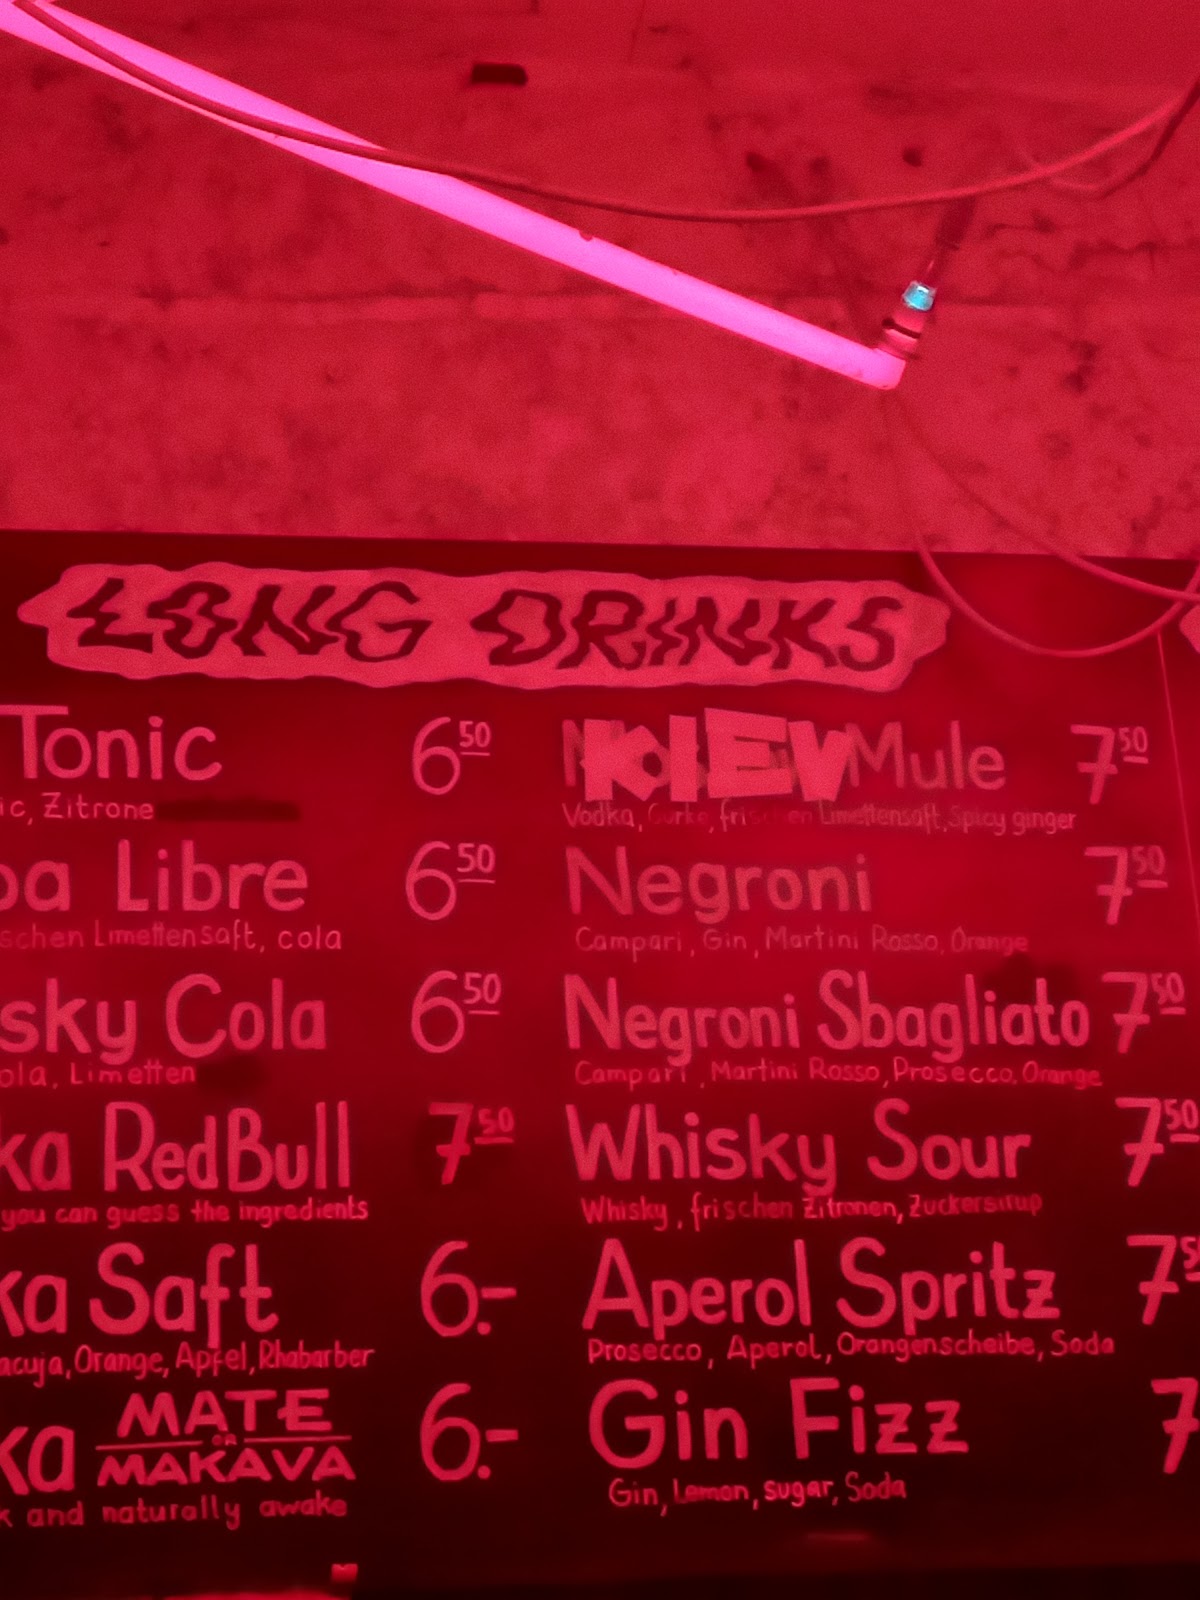 LONG DRINKS
Tonic 6.50
ic, Zitrone
ba Libre 6.50
schen Limettensaft, cola
sky Cola 6.50
ola, Limetten
ka RedBull 7.50
you can guess the ingredients
ka Saft 6.-
acuja, Orange, Apfel, Rhabarber
ka MATE OR MAKAVA 6.-
k and naturally awake
KIEV Mule 7.50
Vodka, Gurke, frischen Limettensaft, Spicy ginger
Negroni 7.50
Campari, Gin, Martini Rosso, Orange
Negroni Sbagliato 7.50
Campari, Martini Rosso, Prosecco, Orange
Whisky Sour 7.50
Whisky, frischen Zitronen, Zuckersirup
Aperol Spritz 7.5
Prosecco, Aperol, Orangenscheibe, Soda
Gin Fizz 7
Gin, Lemon, sugar, Soda